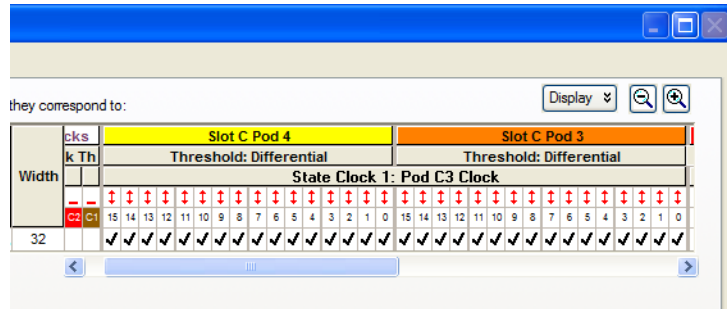 they correspond to:
Display
Width
cks
Slot C Pod 4
Slot C Pod 3
k Th
Threshold: Differential
Threshold: Differential
State Clock 1: Pod C3 Clock
C2 C1 15 14 13 12 11 10 9 8 7 6 5 4 3 2 1 0 15 14 13 12 11 10 9 8 7 6 5 4 3 2 1 0
32